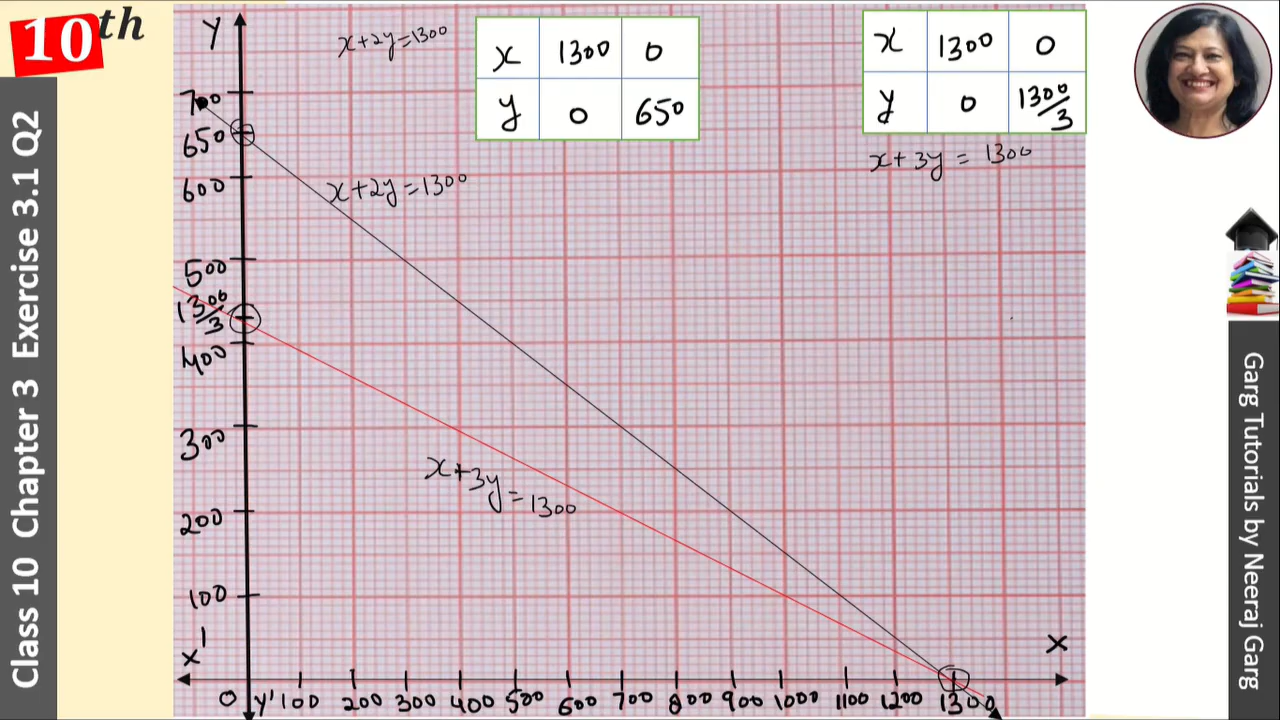 10th
Class 10 Chapter 3 Exercise 3.1 Q2
Y
x+2y=1300
x 1300 0
y 0 650
x 1300 0
y 0 1300/3
x+3y = 1300
700
650
600
500
1300/3
400
300
200
100
x+2y=1300
x+3y=1300
X'
X
0 Y' 100 200 300 400 500 600 700 800 900 1000 1100 1200 1300
Garg Tutorials by Neeraj Garg